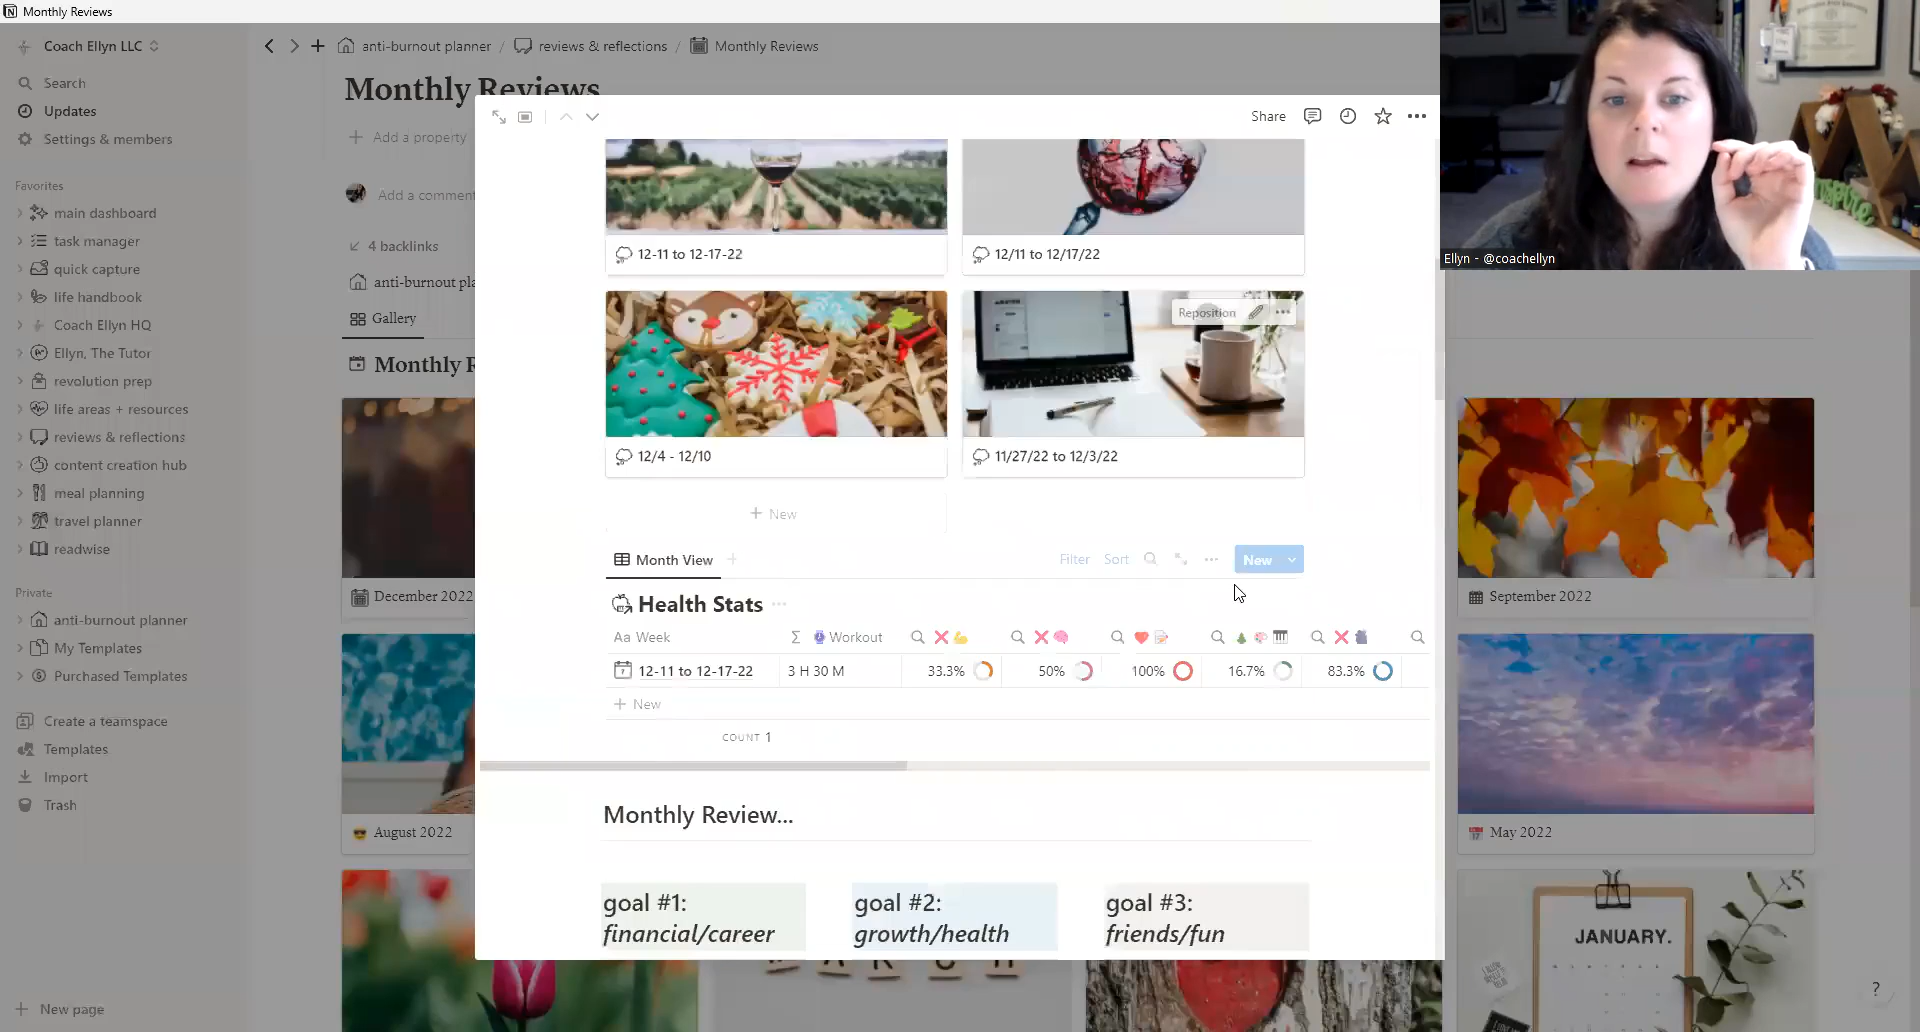 Monthly Reviews
Coach Ellyn LLC
Search
Updates
Settings & members
Favorites
main dashboard
task manager
quick capture
life handbook
Coach Ellyn HQ
Ellyn, The Tutor
revolution prep
life areas + resources
reviews & reflections
content creation hub
meal planning
travel planner
readwise
Private
anti-burnout planner
My Templates
Purchased Templates
Create a teamspace
Templates
Import
Trash
New page
anti-burnout planner / reviews & reflections / Monthly Reviews
Monthly Reviews
Add a property
Add a comment
4 backlinks
anti-burnout pla
Gallery
Monthly R
December 2022
August 2022
Share
12-11 to 12-17-22
12/11 to 12/17/22
Reposition
12/4 - 12/10
11/27/22 to 12/3/22
New
Month View
Filter Sort New
Health Stats
Aa Week Σ Workout
12-11 to 12-17-22 3 H 30 M 33.3% 50% 100% 16.7% 83.3%
New
COUNT 1
Monthly Review...
goal #1:
financial/career
goal #2:
growth/health
goal #3:
friends/fun
Ellyn - @coachellyn
inspire
September 2022
May 2022
JANUARY.
?